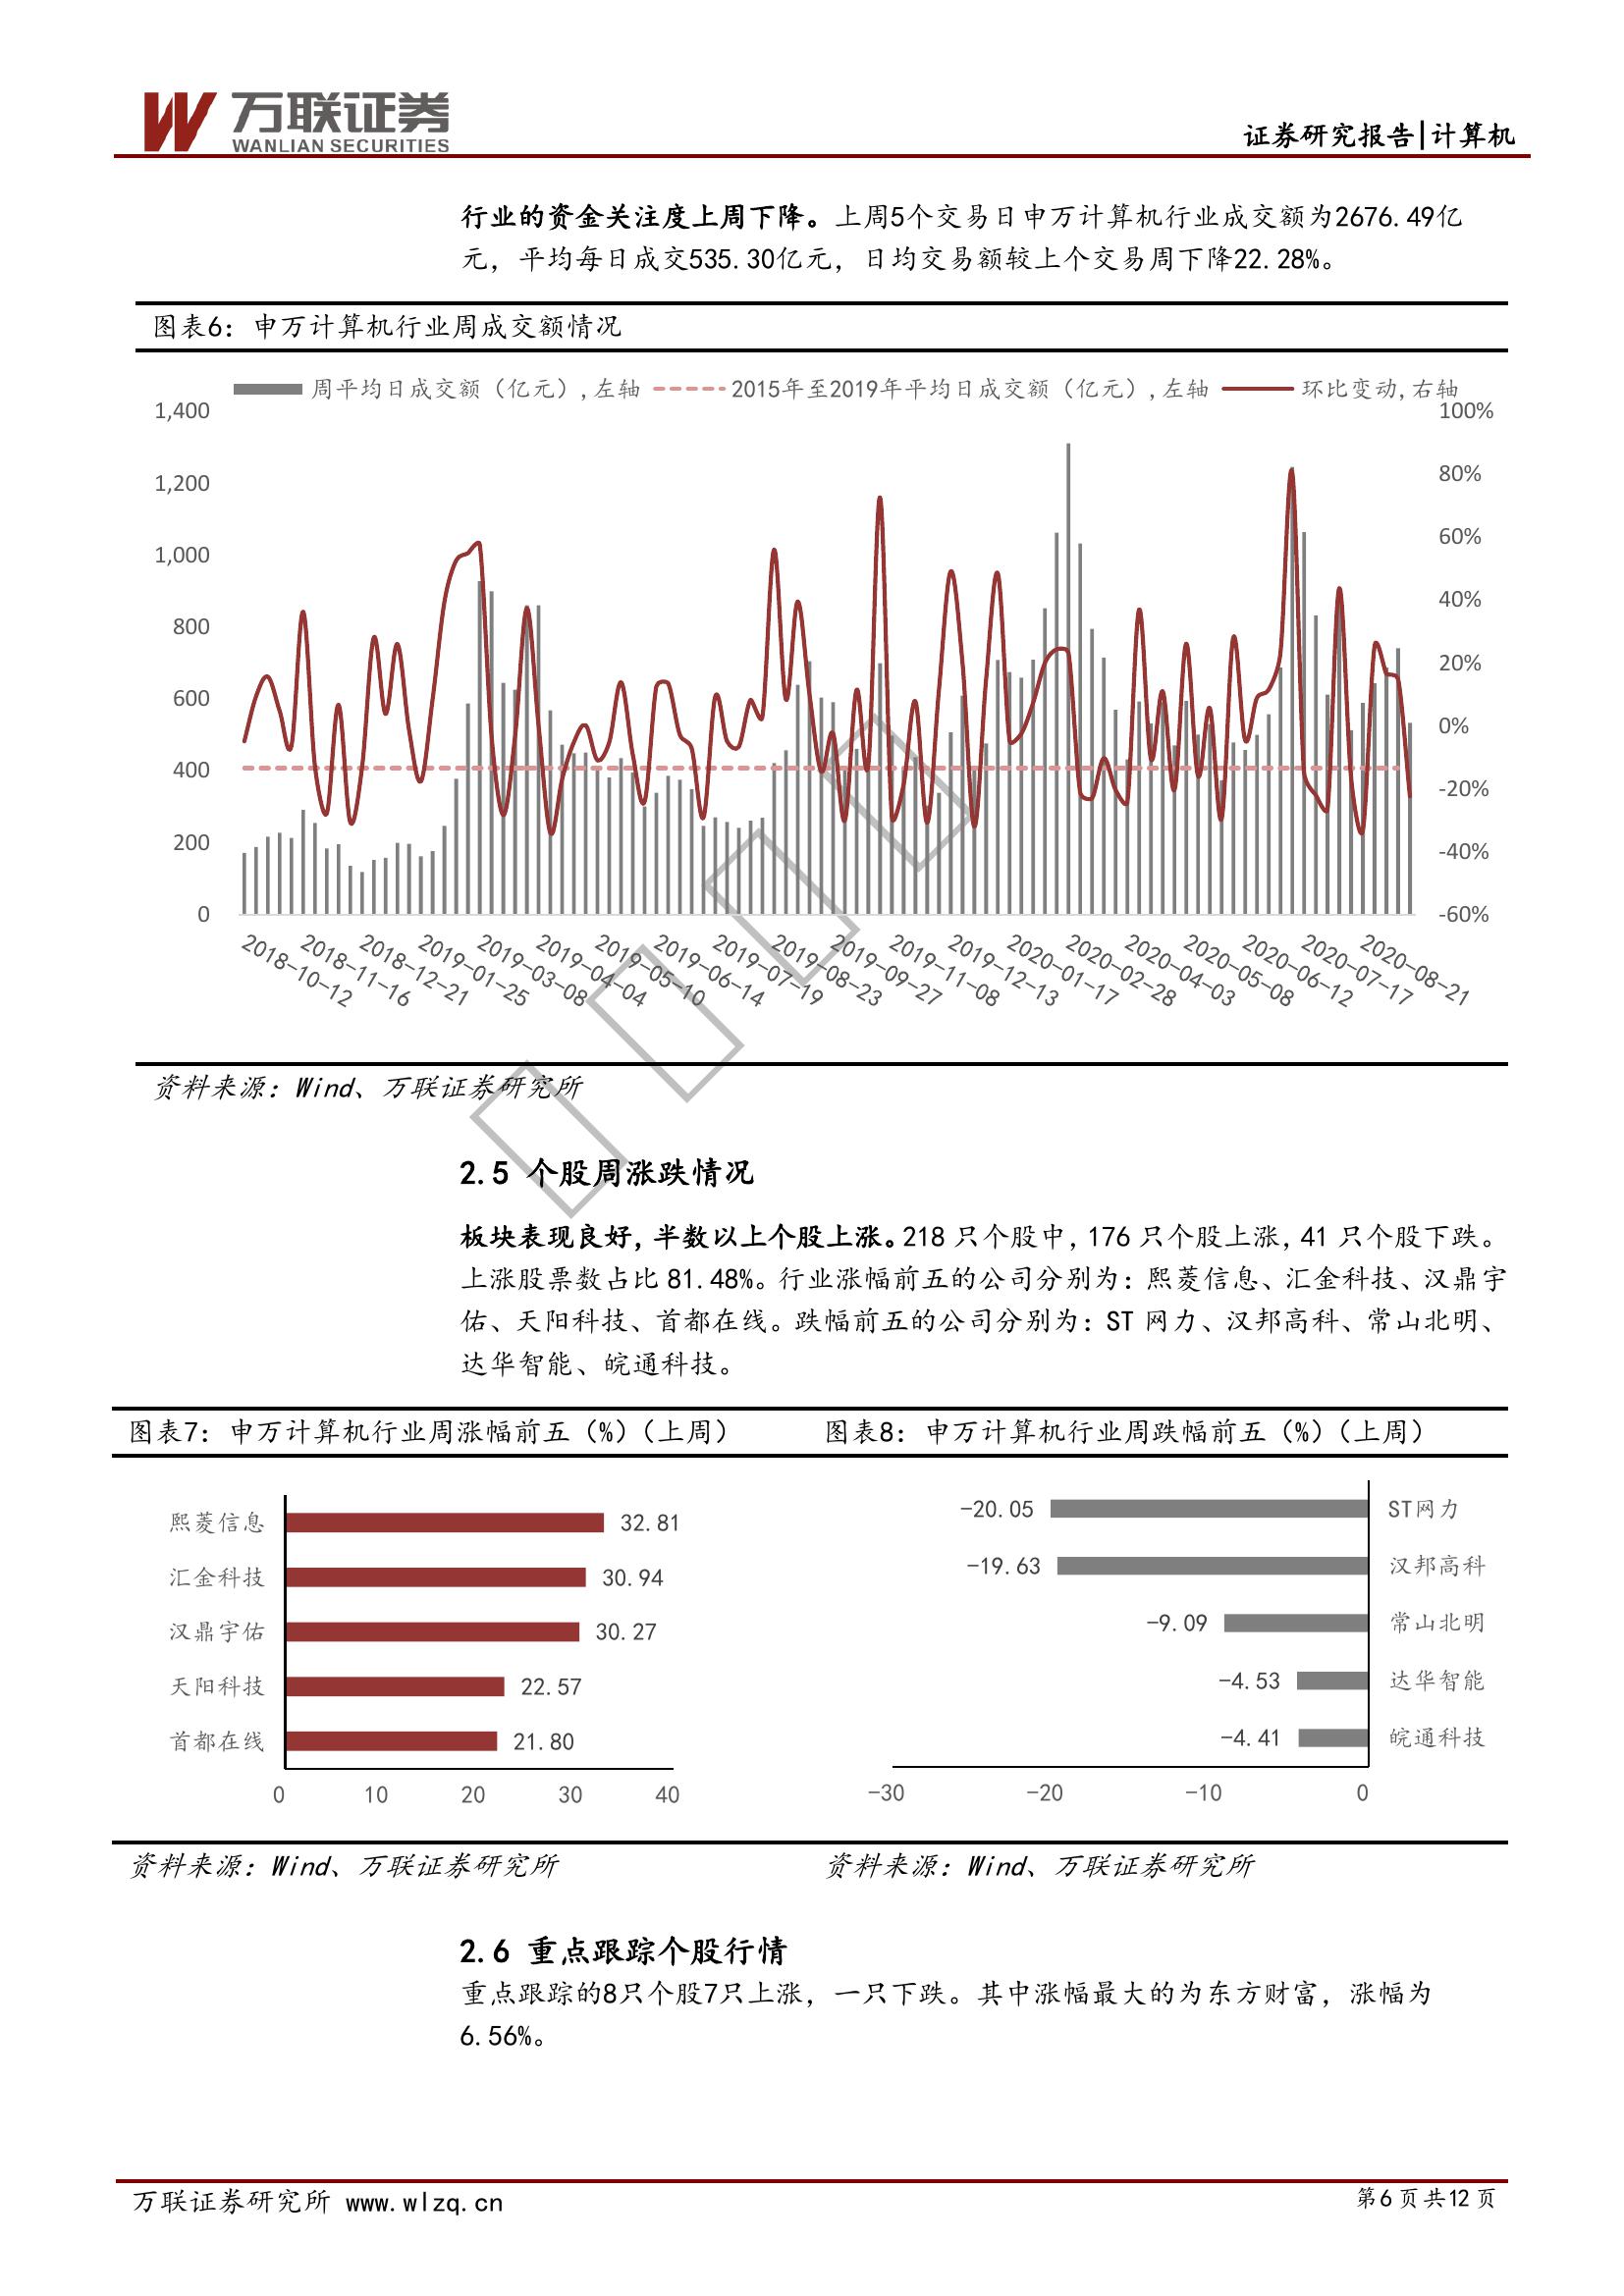 万联证券
WANLIAN SECURITIES
证券研究报告|计算机
行业的资金关注度上周下降。上周5个交易日申万计算机行业成交额为2676.49亿
元，平均每日成交535.30亿元，日均交易额较上个交易周下降22.28%。
图表6：申万计算机行业周成交额情况
周平均日成交额（亿元）,左轴 2015年至2019年平均日成交额（亿元）,左轴 环比变动,右轴
1,400 100%
1,200 80%
1,000 60%
800 40%
600 20%
400 0%
200 -20%
0 -40%
-60%
2018-10-12 2018-11-16 2018-12-21 2019-01-25 2019-03-08 2019-04-04 2019-05-10 2019-06-14 2019-07-19 2019-08-23 2019-09-27 2019-11-08 2019-12-13 2020-01-17 2020-02-28 2020-04-03 2020-05-08 2020-06-12 2020-07-17 2020-08-21
资料来源：Wind、万联证券研究所
2.5 个股周涨跌情况
板块表现良好，半数以上个股上涨。218 只个股中，176 只个股上涨，41 只个股下跌。
上涨股票数占比 81.48%。行业涨幅前五的公司分别为：熙菱信息、汇金科技、汉鼎宇
佑、天阳科技、首都在线。跌幅前五的公司分别为：ST 网力、汉邦高科、常山北明、
达华智能、皖通科技。
图表7：申万计算机行业周涨幅前五（%）（上周）
熙菱信息 32.81
汇金科技 30.94
汉鼎宇佑 30.27
天阳科技 22.57
首都在线 21.80
0 10 20 30 40
资料来源：Wind、万联证券研究所
图表8：申万计算机行业周跌幅前五（%）（上周）
-20.05 ST网力
-19.63 汉邦高科
-9.09 常山北明
-4.53 达华智能
-4.41 皖通科技
-30 -20 -10 0
资料来源：Wind、万联证券研究所
2.6 重点跟踪个股行情
重点跟踪的8只个股7只上涨，一只下跌。其中涨幅最大的为东方财富，涨幅为
6.56%。
万联证券研究所 www.wlzq.cn
第6页共12页